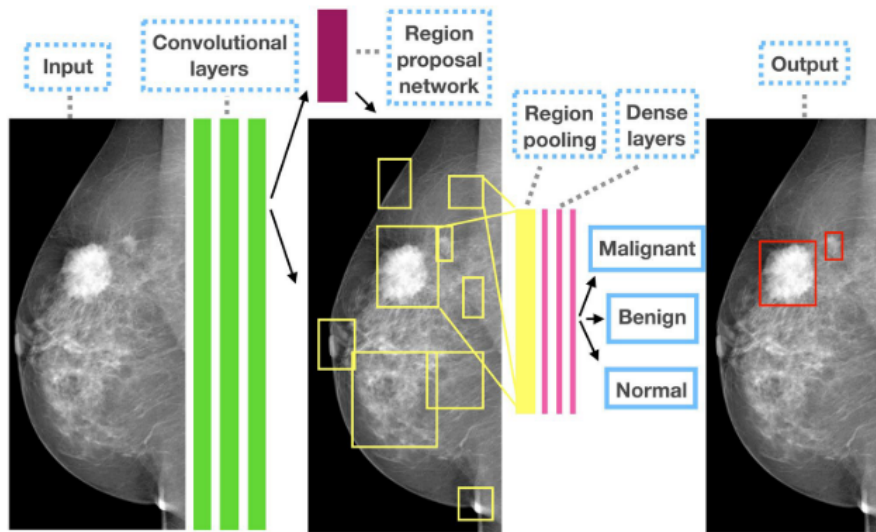 Input
Convolutional
layers
Region
proposal
network
Region
pooling
Dense
layers
Output
Malignant
Benign
Normal